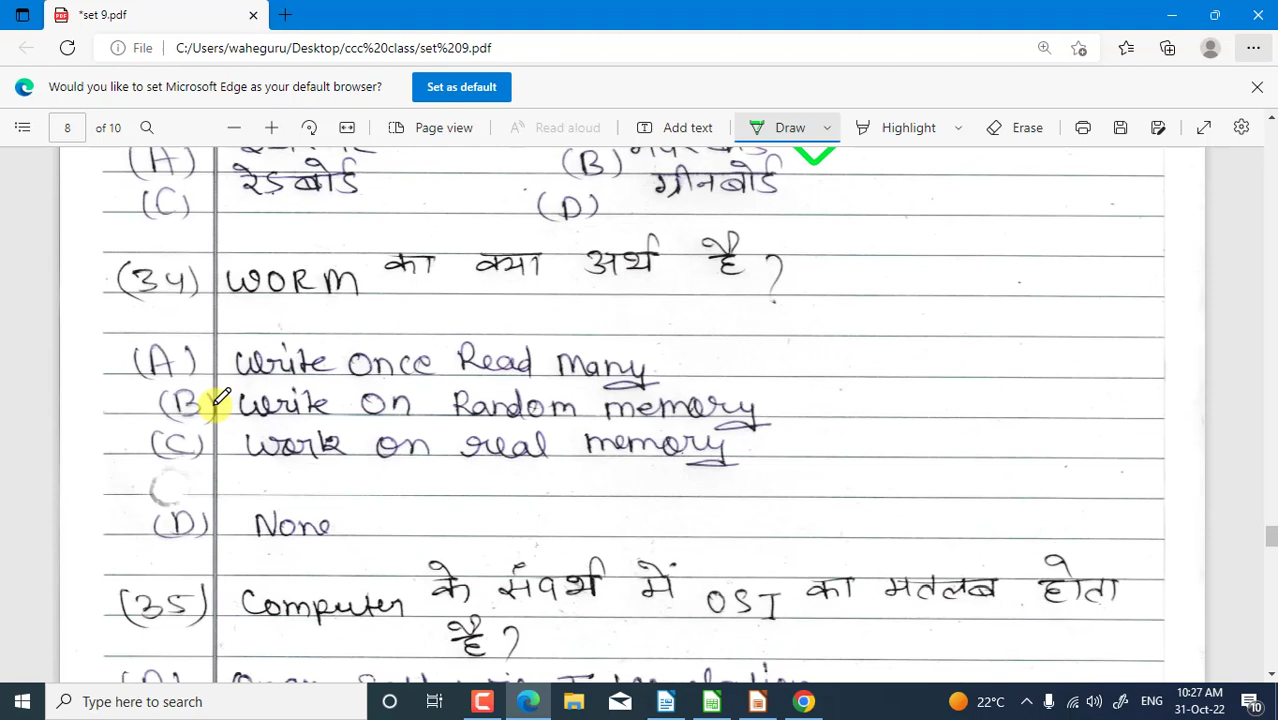 *set 9.pdf
File C:/Users/waheguru/Desktop/ccc%20class/set%209.pdf
Would you like to set Microsoft Edge as your default browser? Set as default
8 of 10 Page view Read aloud Add text Draw Highlight Erase
(A) (B)
रेडबोर्ड ग्रीनबोर्ड
(C) (D)
(34) WORM का क्या अर्थ है?
(A) Write Once Read Many
(B) Write on Random memory
(C) Work on real memory
(D) None
(35) Computer के संदर्भ में OSI का मतलब होता
है?
Type here to search 22°C ENG 10:27 AM
31-Oct-22 10